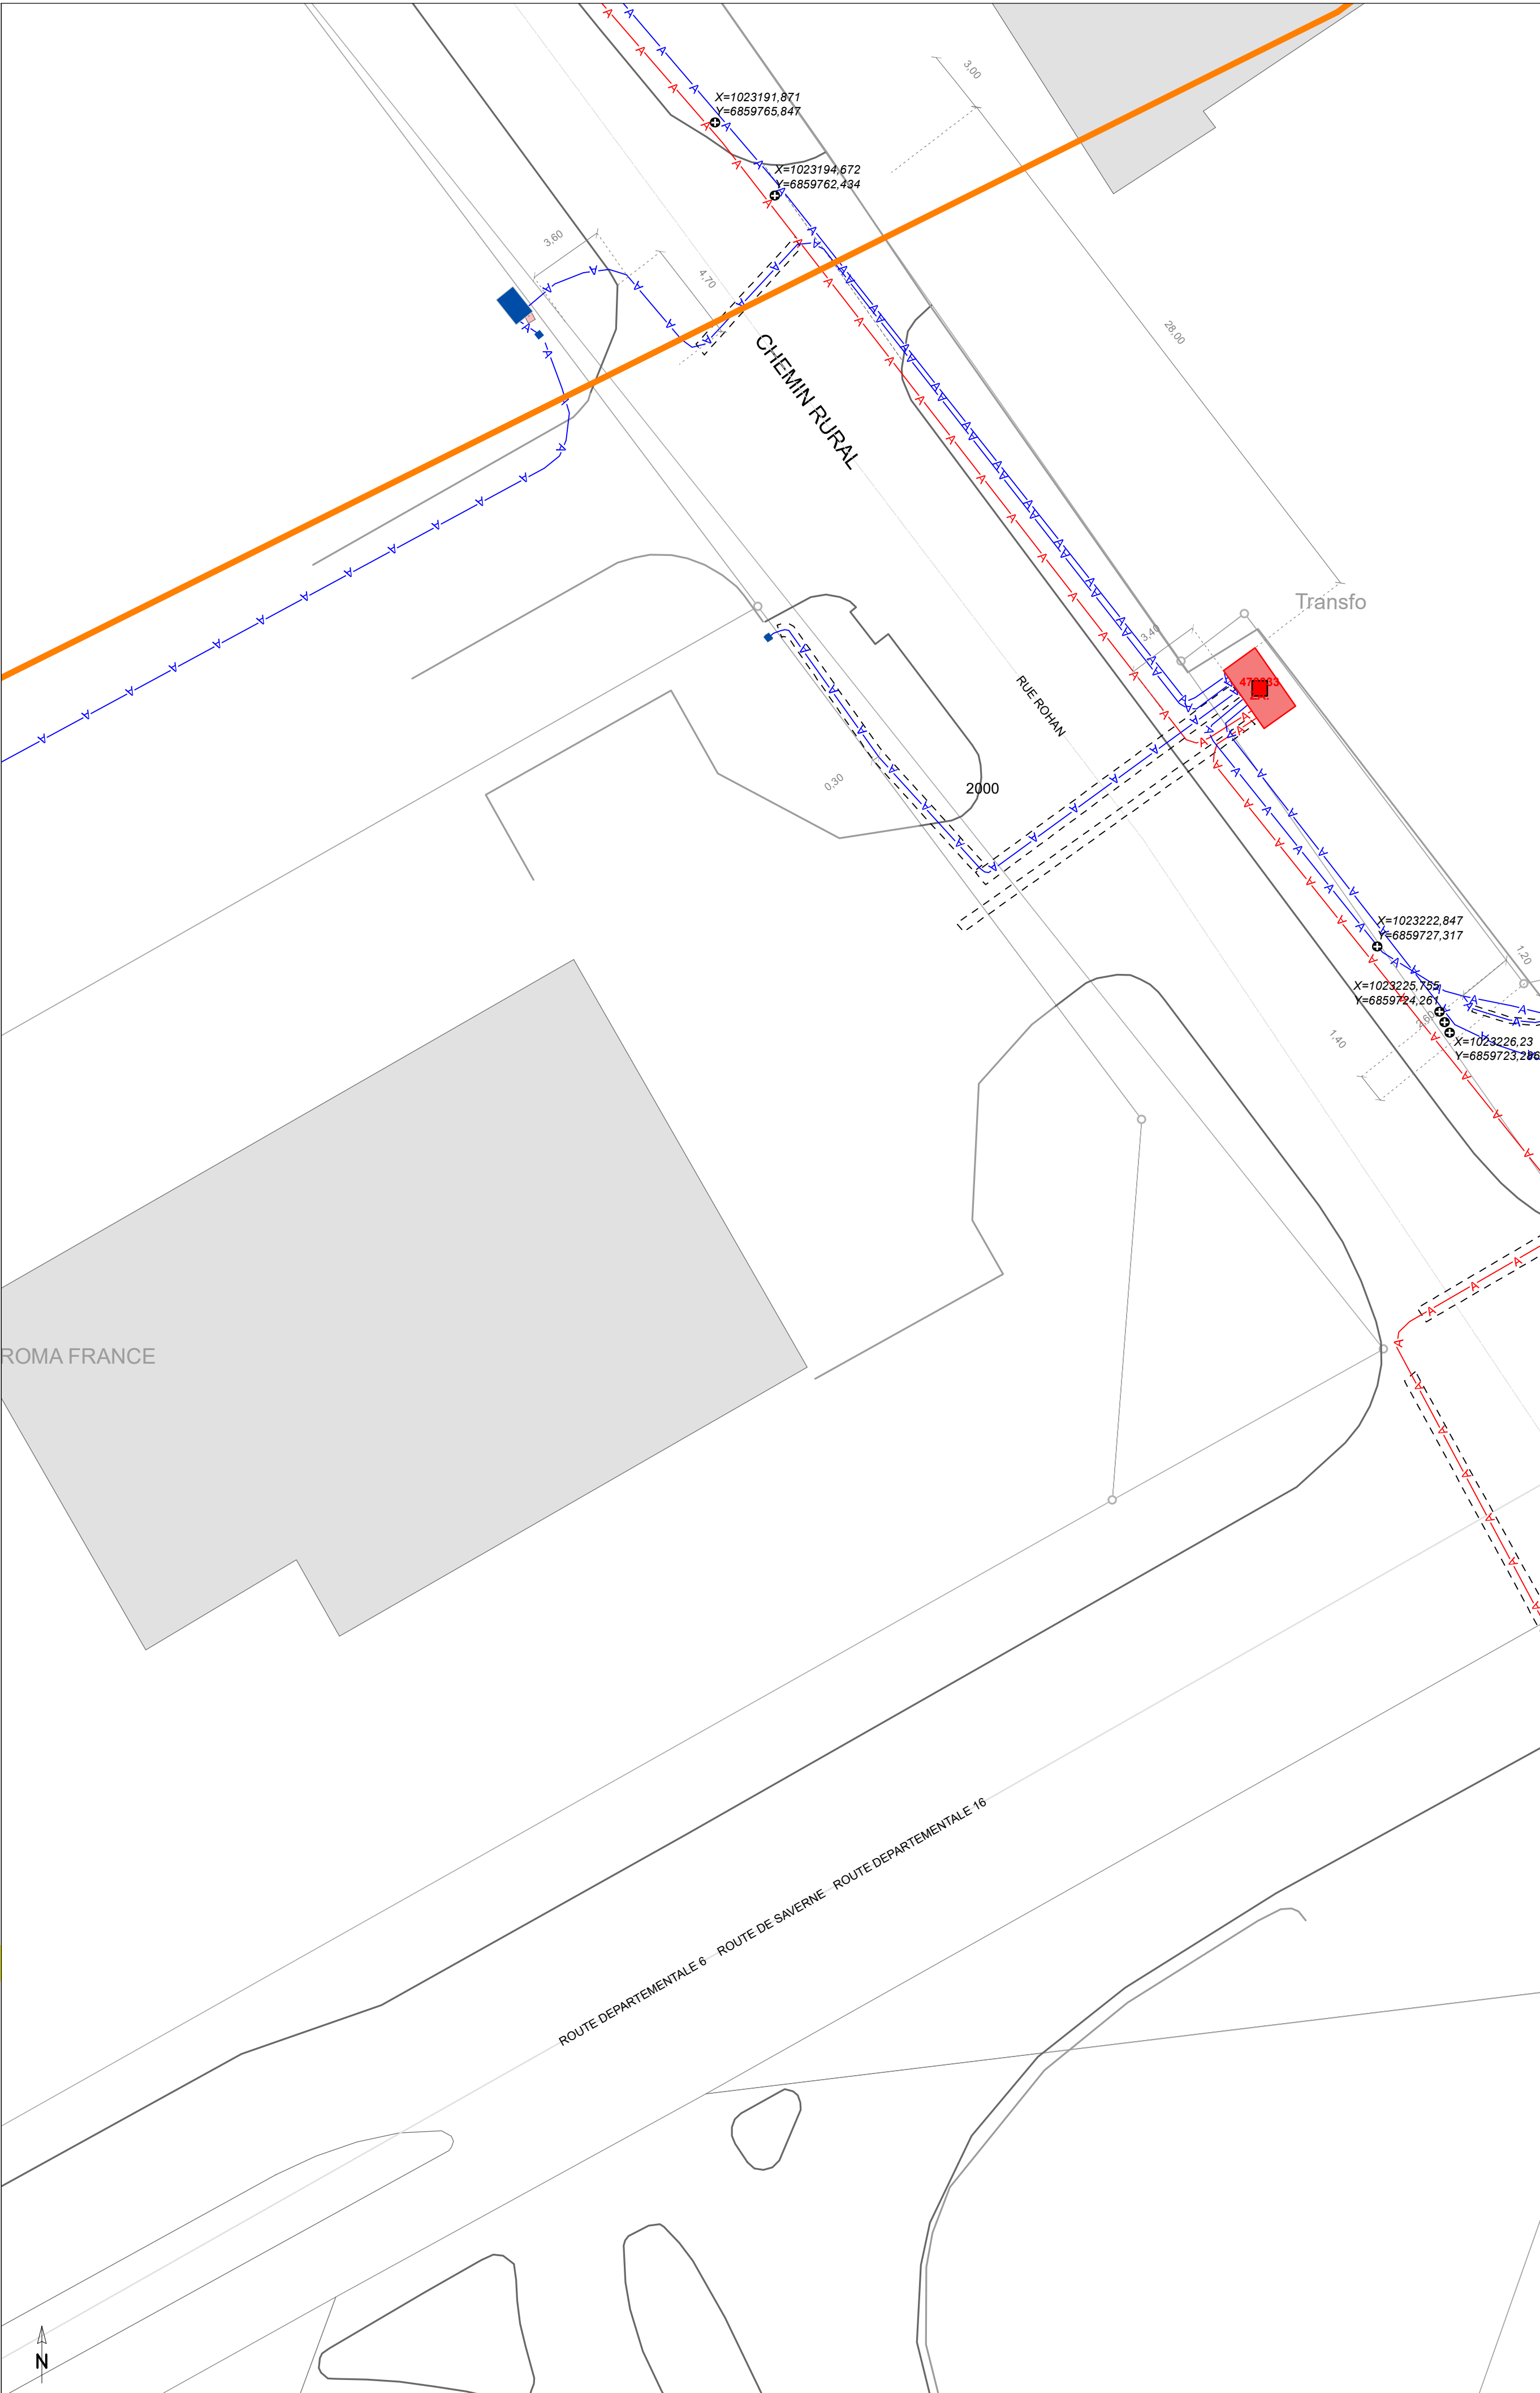 3,00
X=1023191,871
Y=6859765,847
X=1023194,672
Y=6859762,434
3,60
4,70
28,00
CHEMIN RURAL
Transfo
3,40
RUE ROHAN
0,30
2000
X=1023222,847
Y=6859727,317
1,20
X=1023225,755
Y=6859724,261
1,40
X=1023226,23
ROMA FRANCE
ROUTE DEPARTEMENTALE 6
ROUTE DE SAVERNE
ROUTE DEPARTEMENTALE 16
N